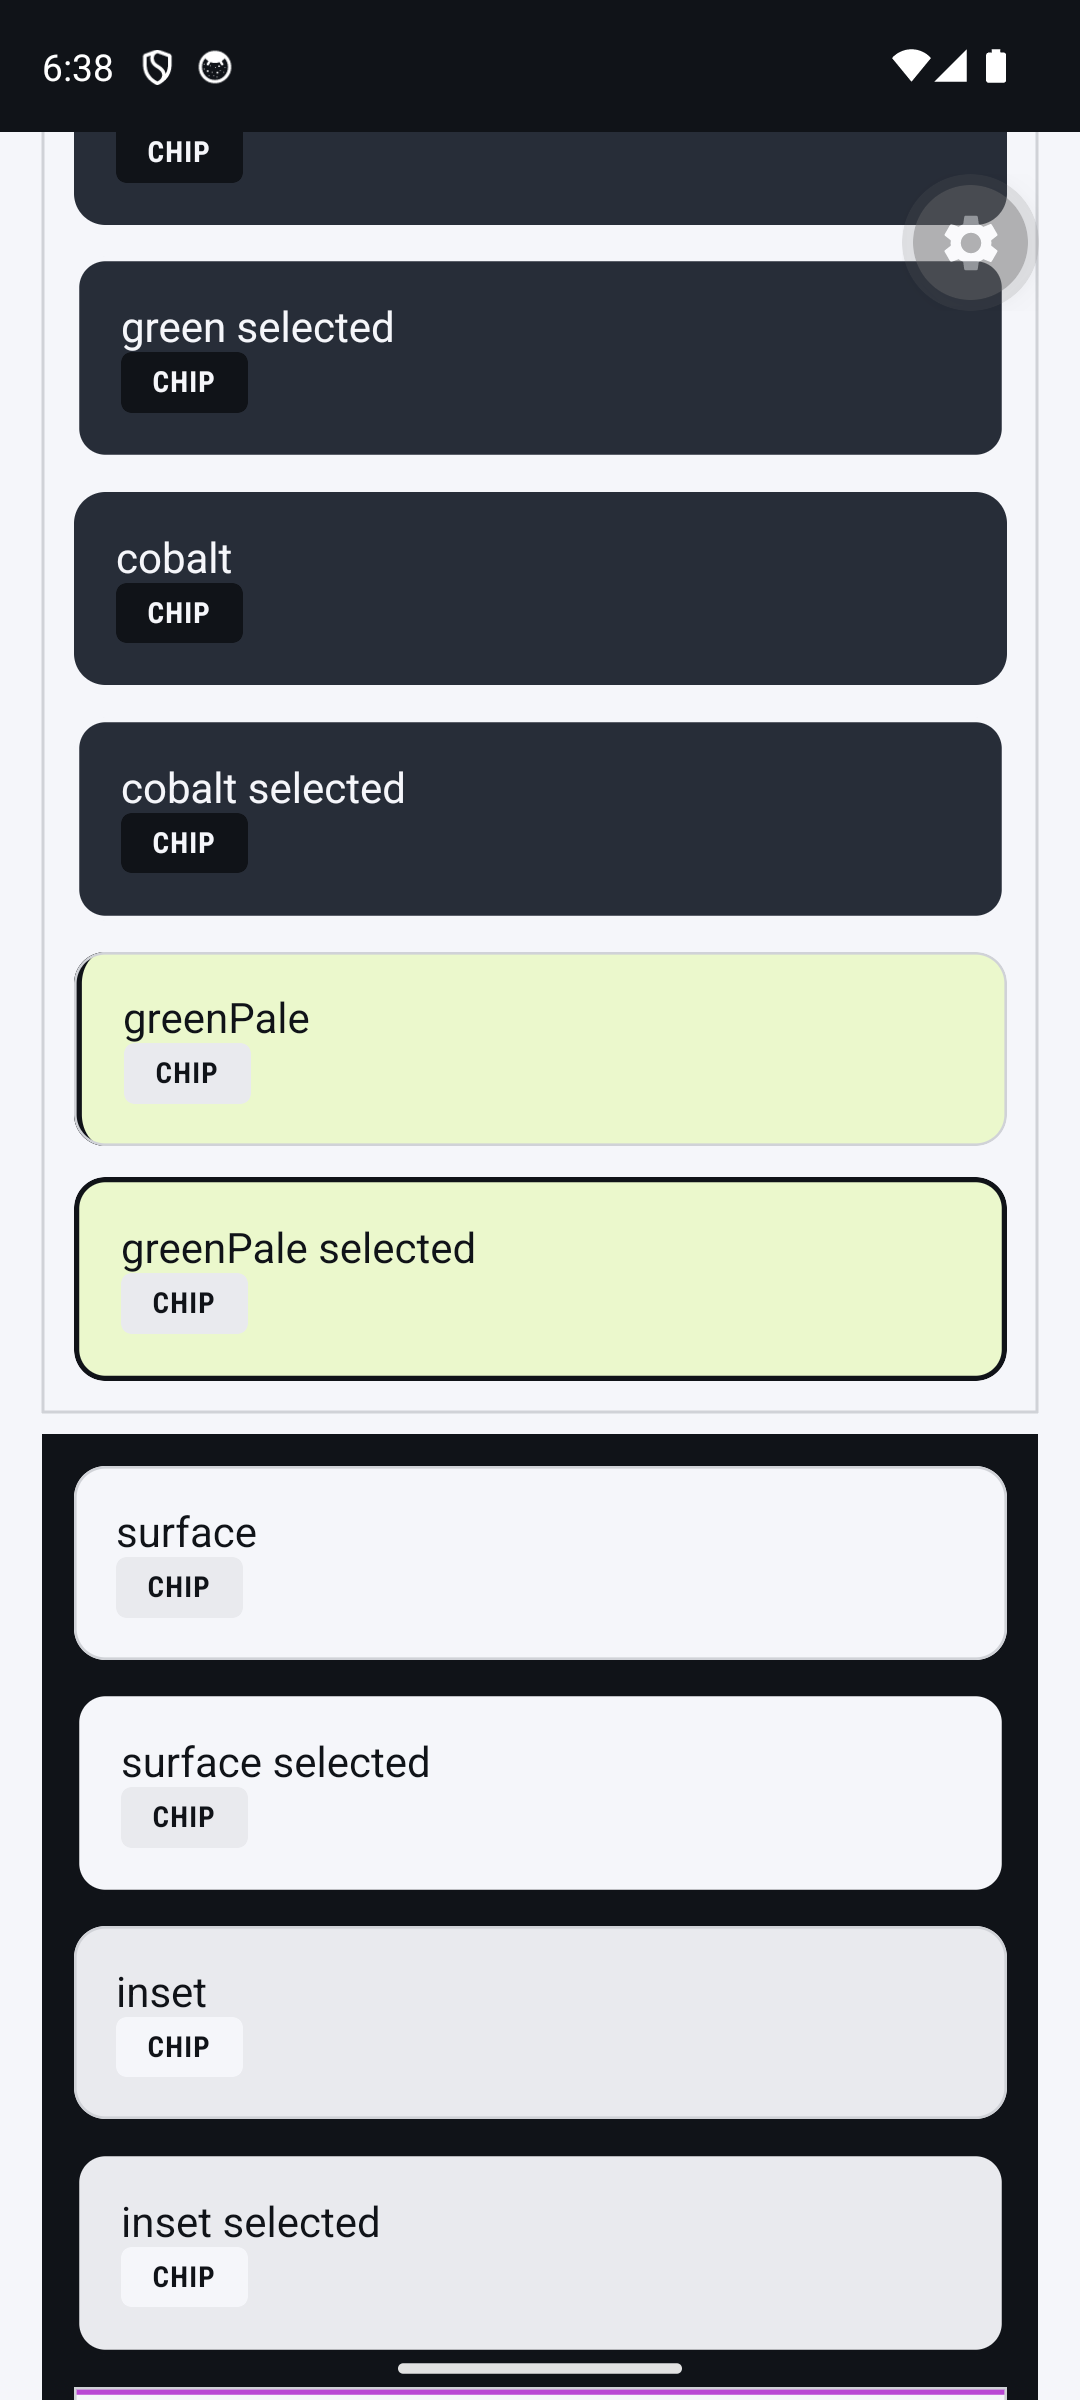 6:38
CHIP
green selected
CHIP
cobalt
CHIP
cobalt selected
CHIP
greenPale
CHIP
greenPale selected
CHIP
surface
CHIP
surface selected
CHIP
inset
CHIP
inset selected
CHIP